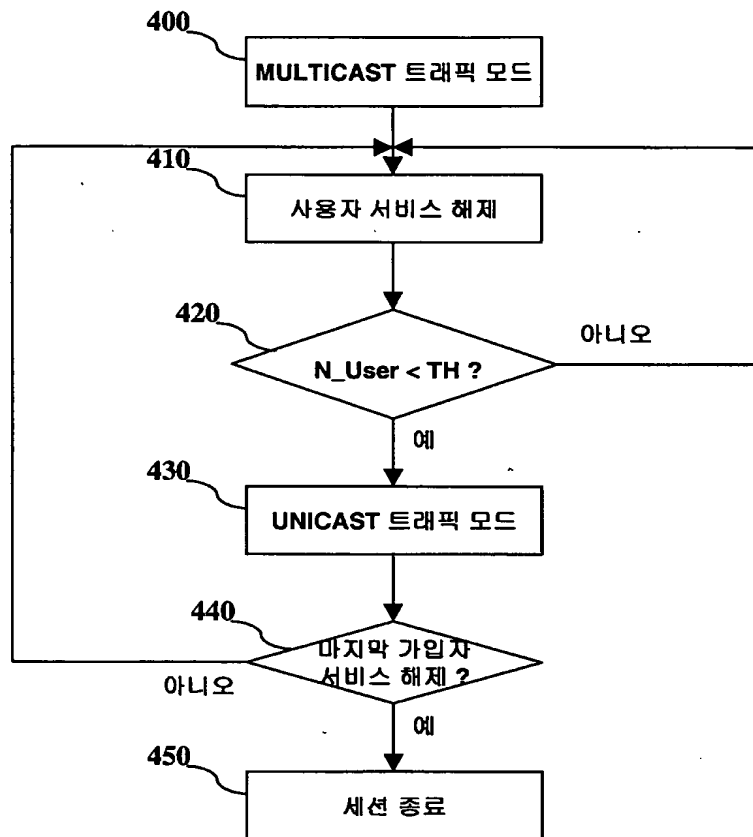 400
MULTICAST 트래픽 모드
410
사용자 서비스 해제
420
N_User < TH ?
아니오
예
430
UNICAST 트래픽 모드
440
마지막 가입자
서비스 해제 ?
아니오
예
450
세션 종료